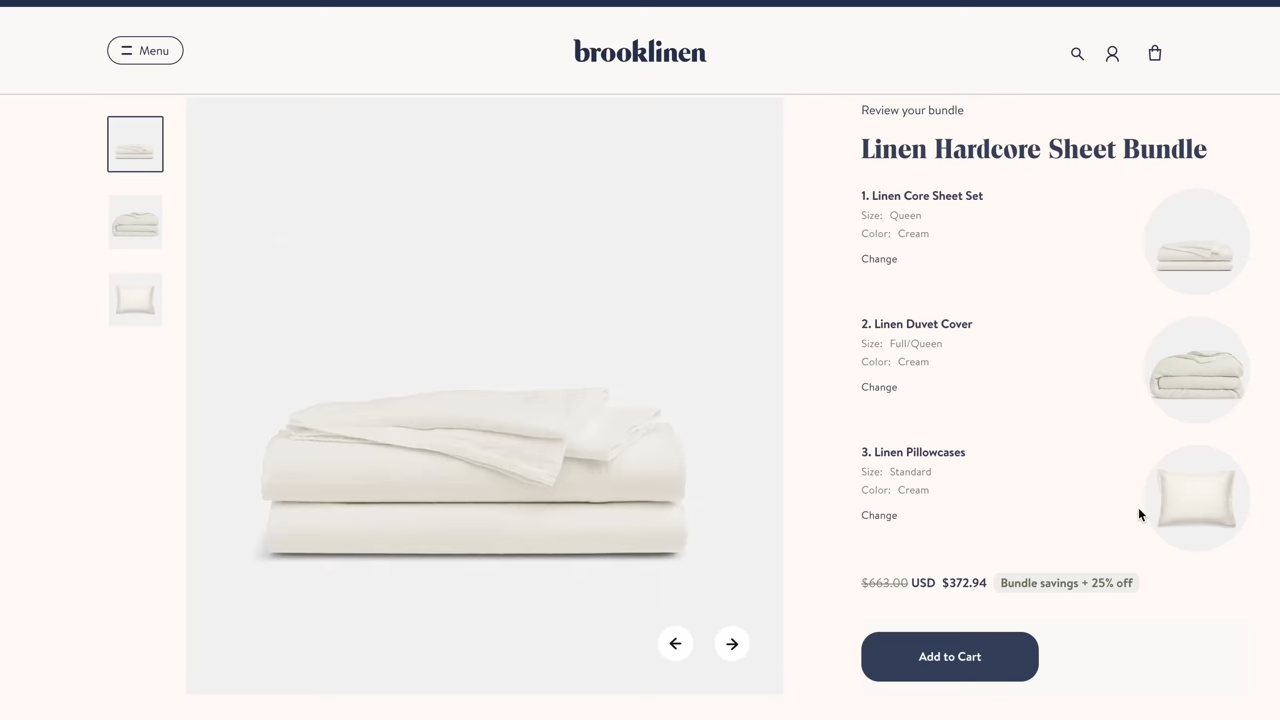 Menu
brooklinen
Review your bundle
Linen Hardcore Sheet Bundle
1. Linen Core Sheet Set
Size: Queen
Color: Cream
Change
2. Linen Duvet Cover
Size: Full/Queen
Color: Cream
Change
3. Linen Pillowcases
Size: Standard
Color: Cream
Change
$663.00 USD $372.94 Bundle savings + 25% off
Add to Cart